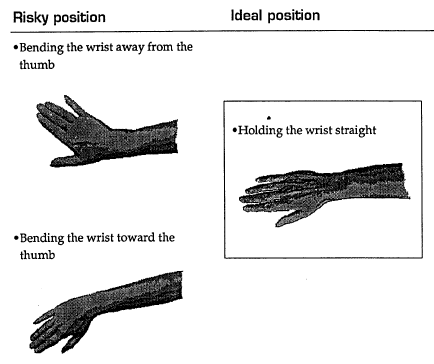 Risky position
Ideal position
•Bending the wrist away from the
thumb
•Holding the wrist straight
•Bending the wrist toward the
thumb